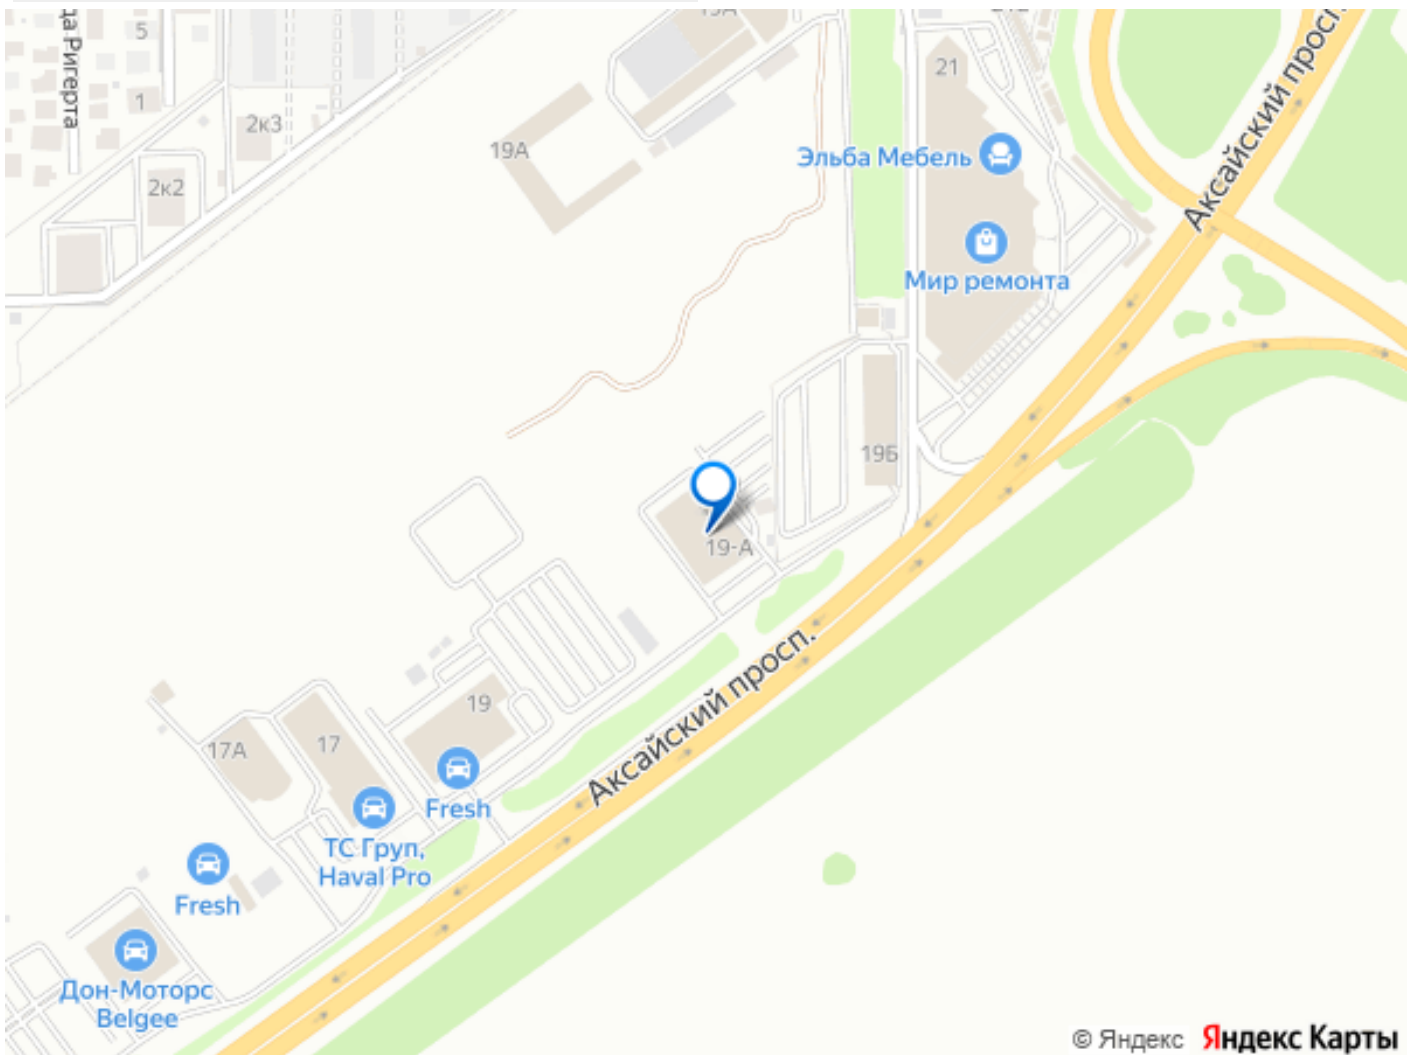 5
да Ригерта
1
2к3
2к2
19А
21
Эльба Мебель
Мир ремонта
Аксайский просп.
19Б
19-А
Аксайский просп.
19
17
17А
Fresh
ТС Груп,
Haval Pro
Fresh
Дон-Моторс
Belgee
© Яндекс Яндекс Карты